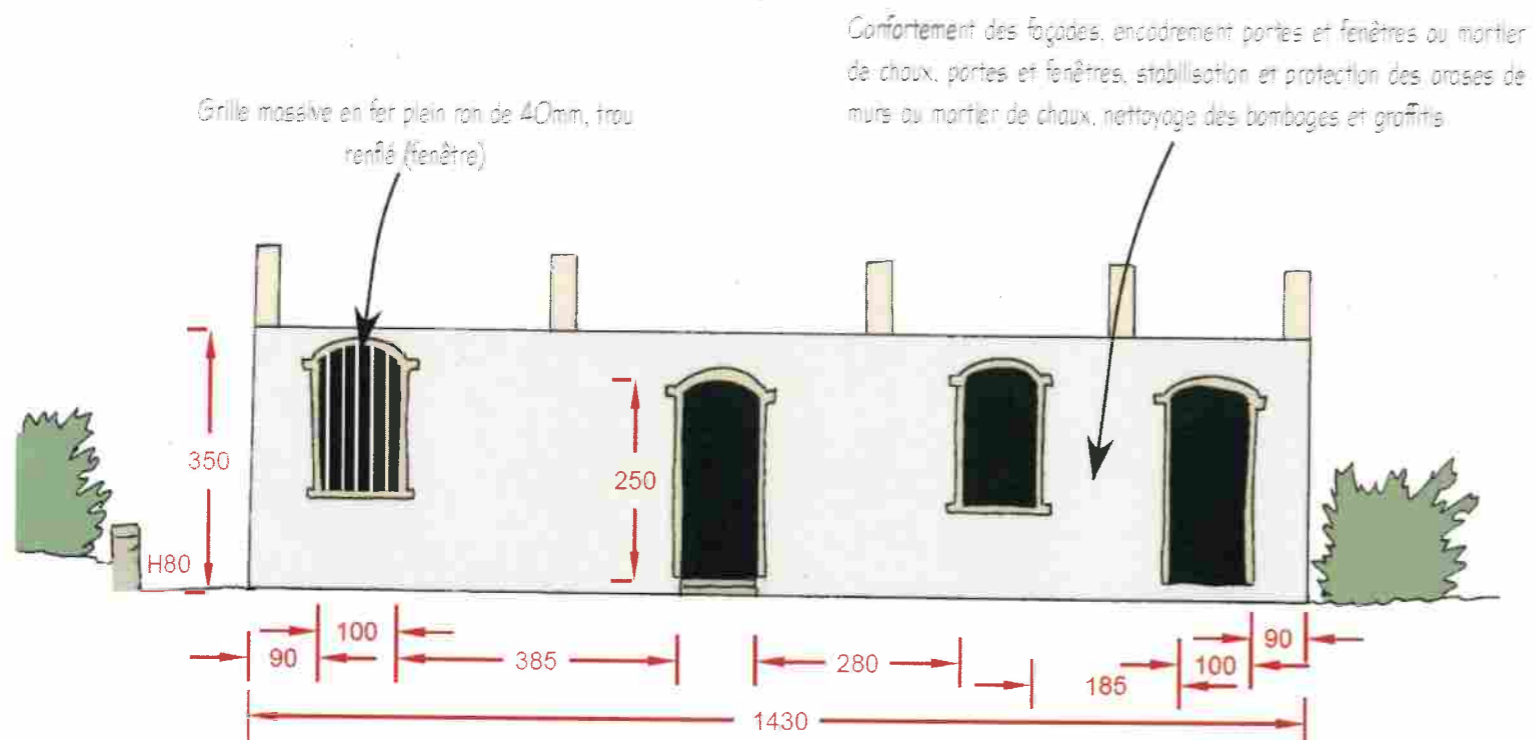 Confortement des façades, encadrement portes et fenêtres au mortier
de chaux, portes et fenêtres, stabilisation et protection des arases de
murs au mortier de chaux, nettoyage des bombages et graffitis
Grille massive en fer plein ron de 40mm, trou
renflé (fenêtre)
350
250
H80
100
90
385
280
185
100
90
1430